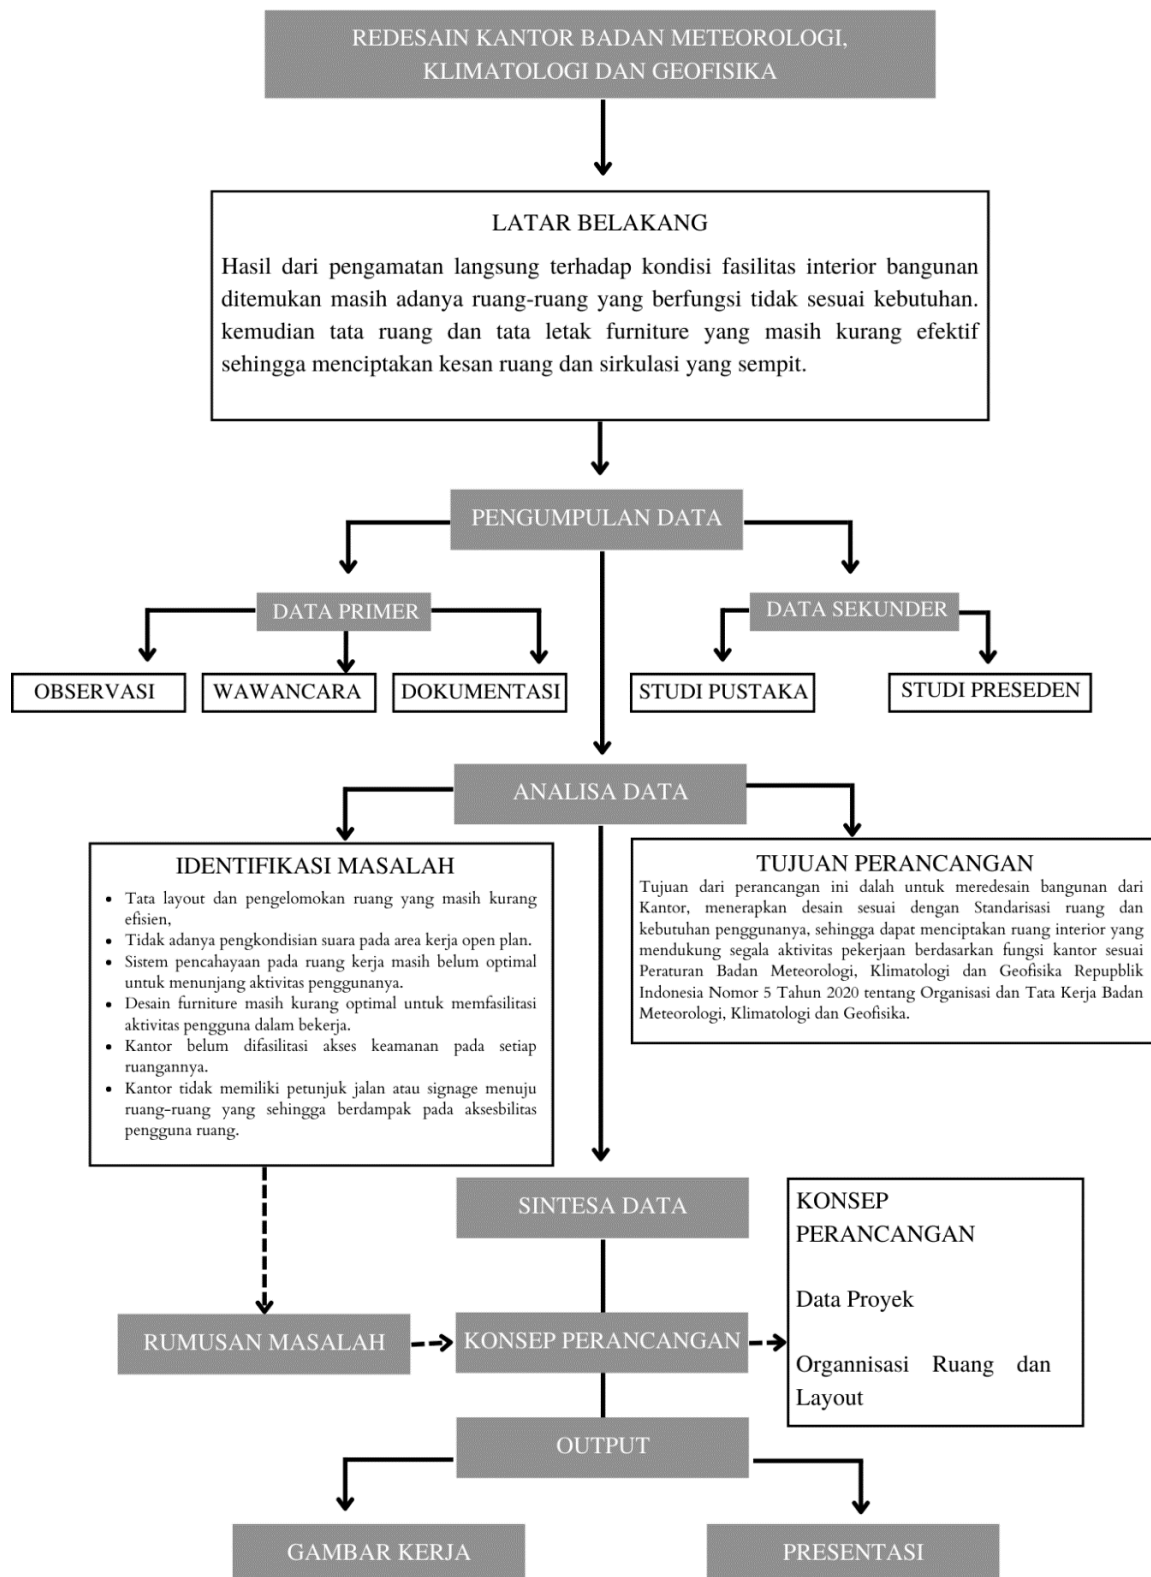 REDESAIN KANTOR BADAN METEOROLOGI,
KLIMATOLOGI DAN GEOFISIKA
LATAR BELAKANG
Hasil dari pengamatan langsung terhadap kondisi fasilitas interior bangunan
ditemukan masih adanya ruang-ruang yang berfungsi tidak sesuai kebutuhan.
kemudian tata ruang dan tata letak furniture yang masih kurang efektif
sehingga menciptakan kesan ruang dan sirkulasi yang sempit.
PENGUMPULAN DATA
DATA PRIMER
DATA SEKUNDER
OBSERVASI
WAWANCARA
DOKUMENTASI
STUDI PUSTAKA
STUDI PRESEDEN
ANALISA DATA
IDENTIFIKASI MASALAH
• Tata layout dan pengelomokan ruang yang masih kurang
efisien,
• Tidak adanya pengkondisian suara pada area kerja open plan.
• Sistem pencahayaan pada ruang kerja masih belum optimal
untuk menunjang aktivitas penggunanya.
• Desain furniture masih kurang optimal untuk memfasilitasi
aktivitas pengguna dalam bekerja.
• Kantor belum difasilitasi akses keamanan pada setiap
ruangannya.
• Kantor tidak memiliki petunjuk jalan atau signage menuju
ruang-ruang yang sehingga berdampak pada aksesbilitas
pengguna ruang.
TUJUAN PERANCANGAN
Tujuan dari perancangan ini dalah untuk meredesain bangunan dari
Kantor, menerapkan desain sesuai dengan Standarisasi ruang dan
kebutuhan penggunanya, sehingga dapat menciptakan ruang interior yang
mendukung segala aktivitas pekerjaan berdasarkan fungsi kantor sesuai
Peraturan Badan Meteorologi, Klimatologi dan Geofisika Repupblik
Indonesia Nomor 5 Tahun 2020 tentang Organisasi dan Tata Kerja Badan
Meteorologi, Klimatologi dan Geofisika.
SINTESA DATA
RUMUSAN MASALAH
KONSEP PERANCANGAN
KONSEP
PERANCANGAN
Data Proyek
Organnisasi Ruang dan
Layout
OUTPUT
GAMBAR KERJA
PRESENTASI